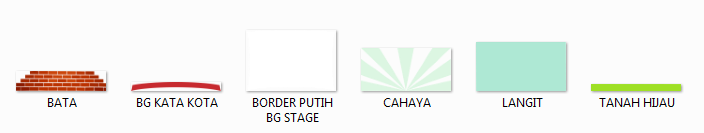 BATA
BG KATA KOTA
BORDER PUTIH
BG STAGE
CAHAYA
LANGIT
TANAH HIJAU